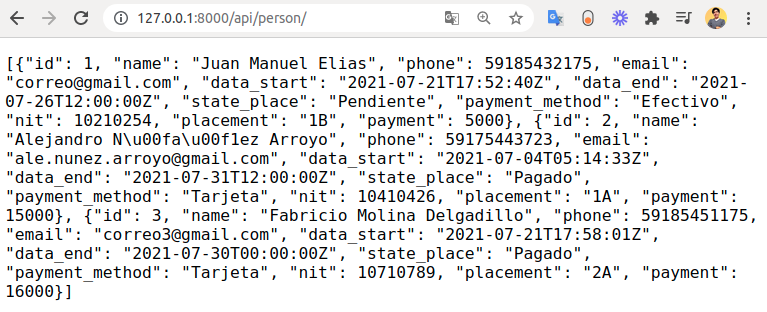 127.0.0.1:8000/api/person/
[{"id": 1, "name": "Juan Manuel Elias", "phone": 59185432175, "email":
"correo@gmail.com", "data_start": "2021-07-21T17:52:40Z", "data_end": "2021-
07-26T12:00:00Z", "state_place": "Pendiente", "payment_method": "Efectivo",
"nit": 10210254, "placement": "1B", "payment": 5000}, {"id": 2, "name":
"Alejandro N\u00fa\u00f1ez Arroyo", "phone": 59175443723, "email":
"ale.nunez.arroyo@gmail.com", "data_start": "2021-07-04T05:14:33Z",
"data_end": "2021-07-31T12:00:00Z", "state_place": "Pagado",
"payment_method": "Tarjeta", "nit": 10410426, "placement": "1A", "payment":
15000}, {"id": 3, "name": "Fabricio Molina Delgadillo", "phone": 59185451175,
"email": "correo3@gmail.com", "data_start": "2021-07-21T17:58:01Z",
"data_end": "2021-07-30T00:00:00Z", "state_place": "Pagado",
"payment_method": "Tarjeta", "nit": 10710789, "placement": "2A", "payment":
16000}]